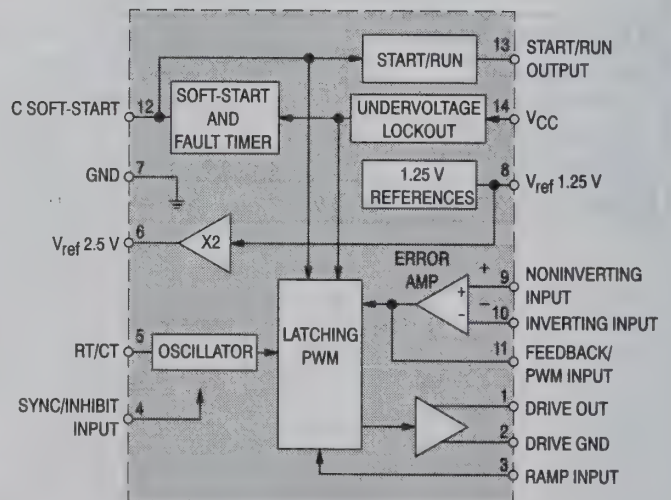 13
START/RUN
OUTPUT
START/RUN
C SOFT-START
12
SOFT-START
AND
FAULT TIMER
UNDERVOLTAGE
LOCKOUT
14
VCC
GND
7
1.25 V
REFERENCES
8
Vref 1.25 V
Vref 2.5 V
6
X2
ERROR
AMP
+
+
9
NONINVERTING
INPUT
−
-
10
INVERTING INPUT
LATCHING
PWM
RT/CT
5
OSCILLATOR
11
FEEDBACK/
PWM INPUT
SYNC/INHIBIT
INPUT
4
1
DRIVE OUT
2
DRIVE GND
3
RAMP INPUT